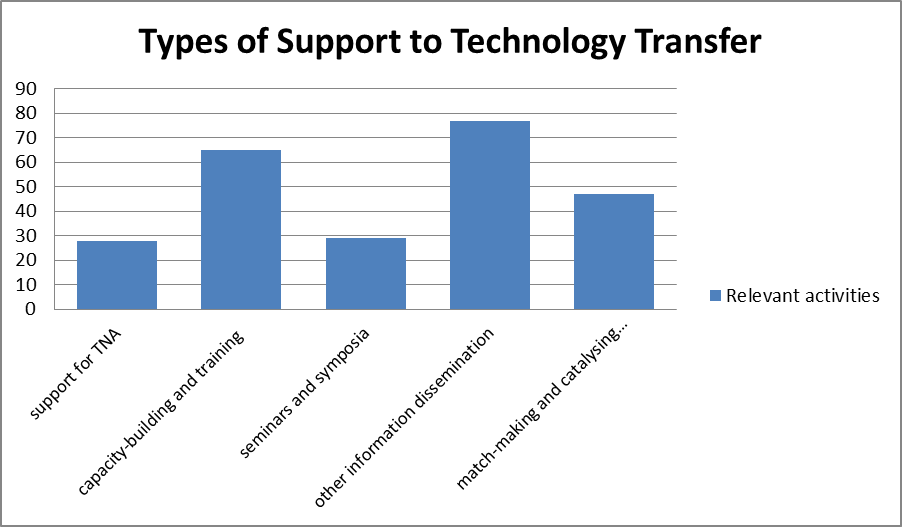 Types of Support to Technology Transfer
90
80
70
60
50
40
30
20
10
0
support for TNA
capacity-building and training
seminars and symposia
other information dissemination
match-making and catalysing...
Relevant activities